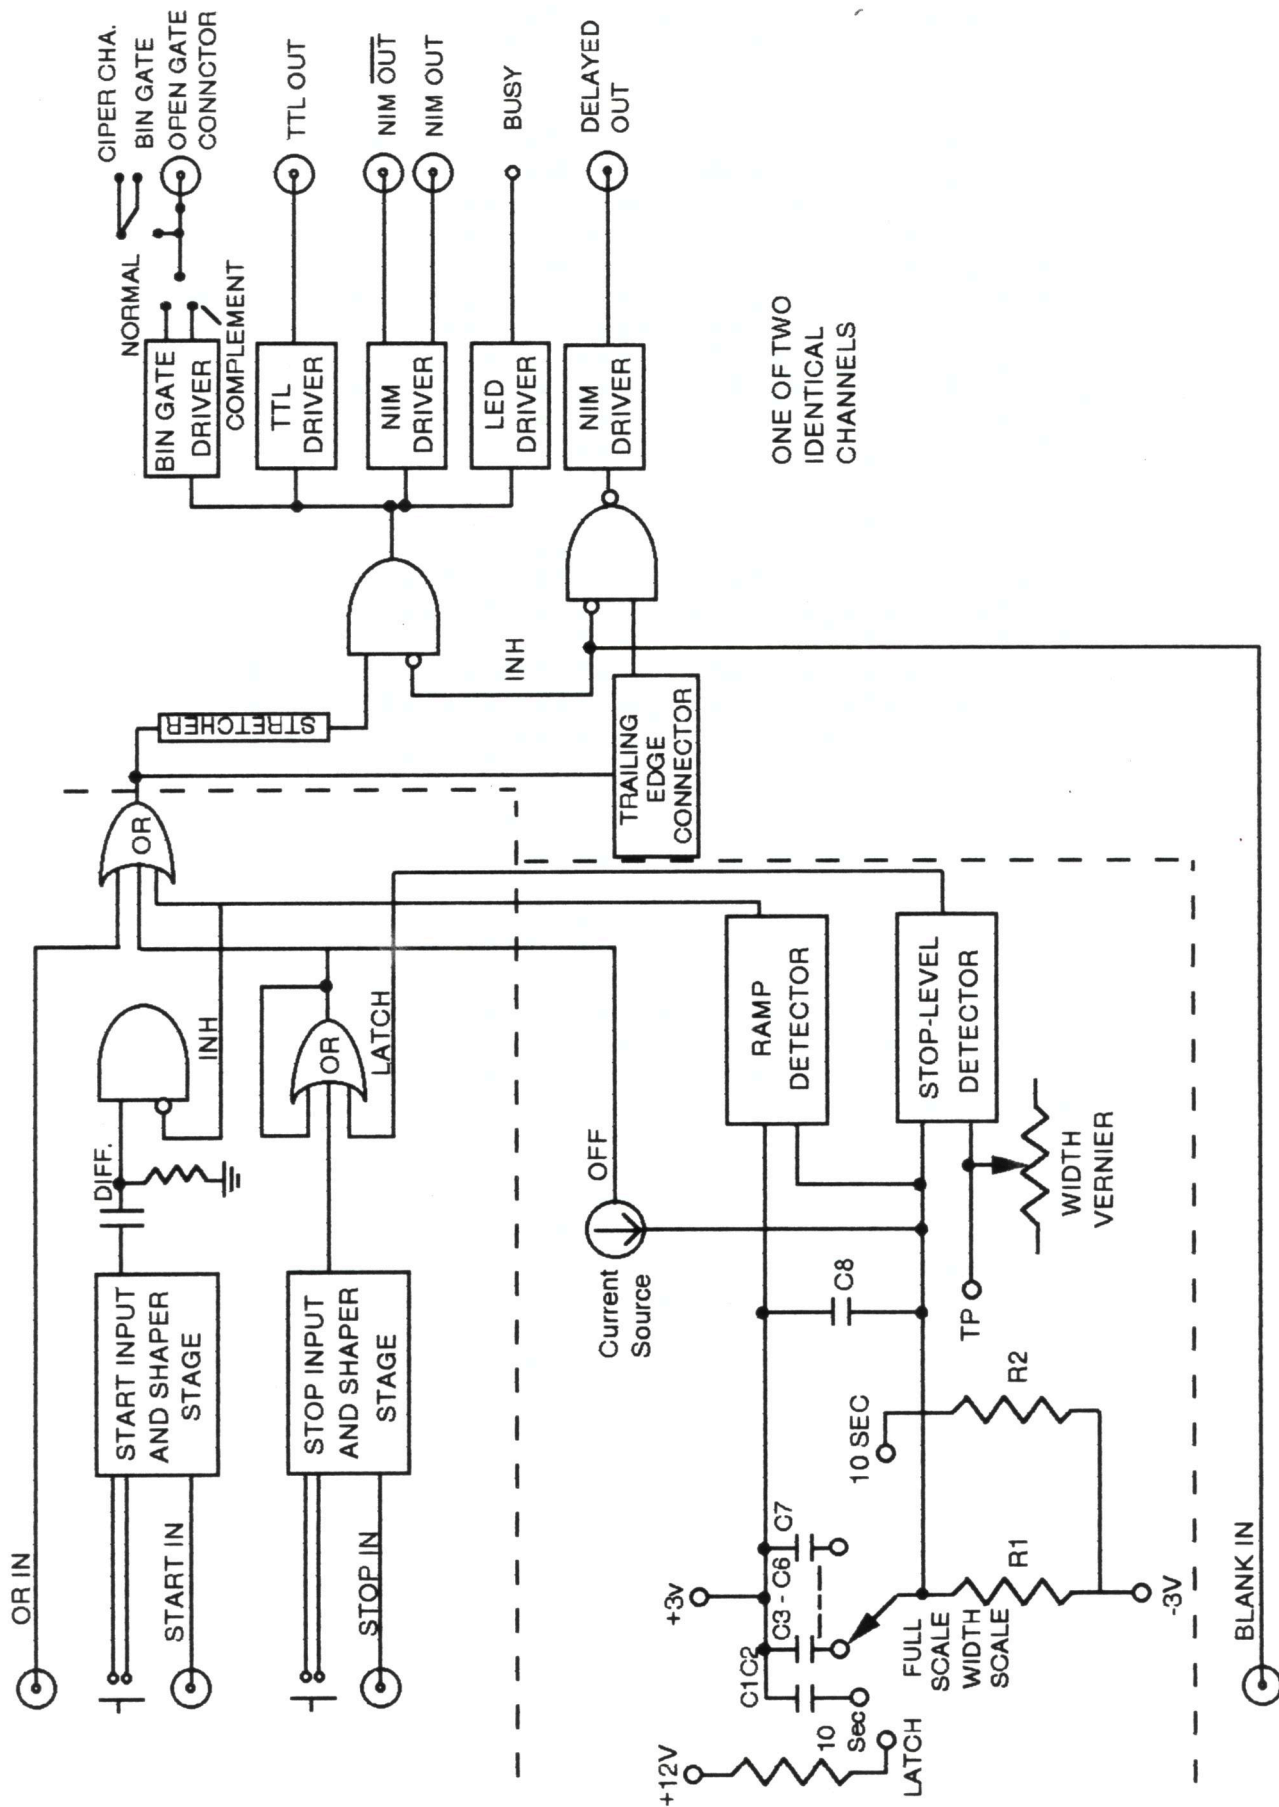 OR IN
START IN
START INPUT
AND SHAPER
STAGE
DIFF.
INH
OR
STRETCHER
STOP IN
STOP INPUT
AND SHAPER
STAGE
OR
LATCH
INH
NORMAL
BIN GATE
DRIVER
COMPLEMENT
CIPER CHA.
BIN GATE
OPEN GATE
CONNCTOR
TTL
DRIVER
TTL OUT
NIM
DRIVER
NIM OUT
NIM OUT
LED
DRIVER
BUSY
NIM
DRIVER
DELAYED
OUT
TRAILING
EDGE
CONNECTOR
ONE OF TWO
IDENTICAL
CHANNELS
Current
Source
OFF
+12V
LATCH
+3v
C1
C2
C3 - C6
C7
10
Sec
FULL
SCALE
WIDTH
SCALE
R1
-3V
10 SEC
R2
C8
TP
RAMP
DETECTOR
STOP-LEVEL
DETECTOR
WIDTH
VERNIER
BLANK IN